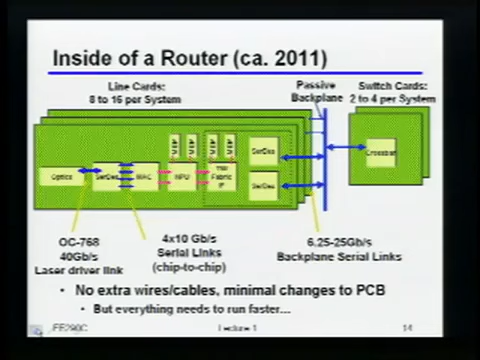 Inside of a Router (ca. 2011)
Line Cards:
8 to 16 per System
Passive
Backplane
Switch Cards:
2 to 4 per System
Optics
SerDes
MAC
NPU
Fabric
SerDes
SerDes
Crossbar
OC-768
40Gb/s
Laser driver link
4x10 Gb/s
Serial Links
(chip-to-chip)
6.25-25Gb/s
Backplane Serial Links
• No extra wires/cables, minimal changes to PCB
• But everything needs to run faster...
EE290C
Lecture 1
14